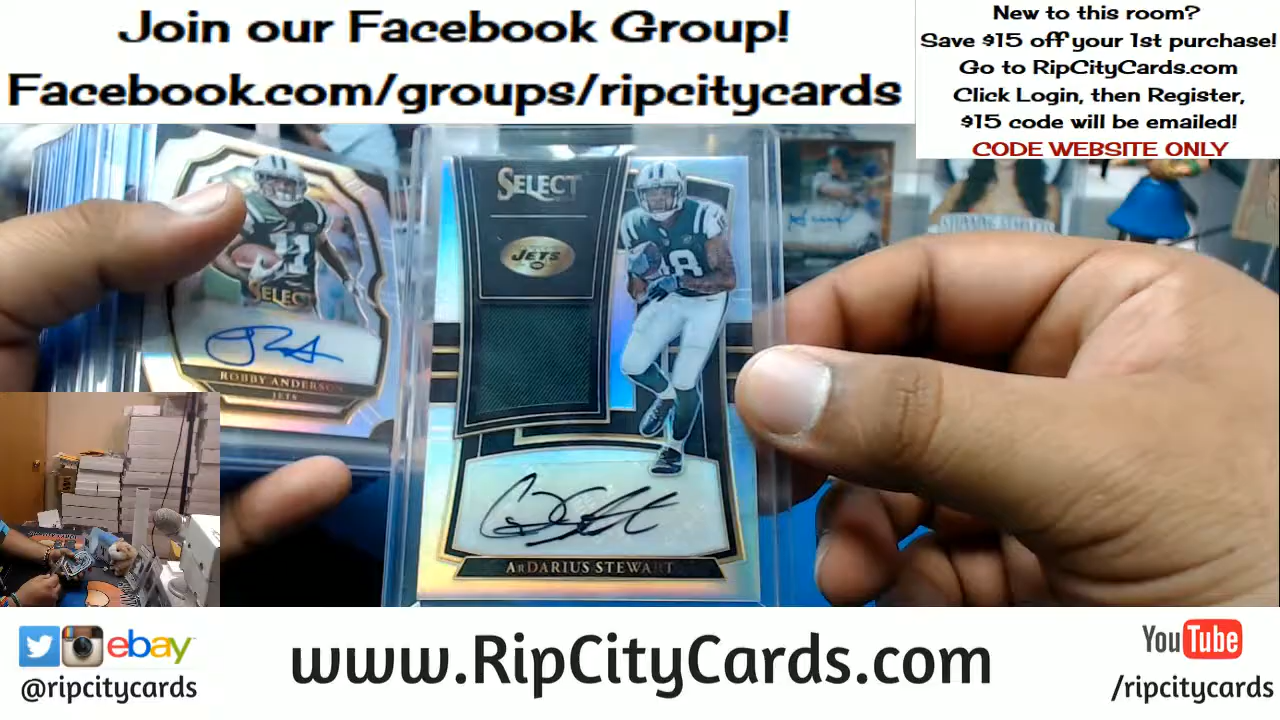 Join our Facebook Group!
Facebook.com/groups/ripcitycards
New to this room?
Save $15 off your 1st purchase!
Go to RipCityCards.com
Click Login, then Register,
$15 code will be emailed!
CODE WEBSITE ONLY
SELECT
JETS
18
11
SELECT
ROBBY ANDERSON
JETS
ARDARIUS STEWART
ebay
@ripcitycards
www.RipCityCards.com
YouTube
/ripcitycards